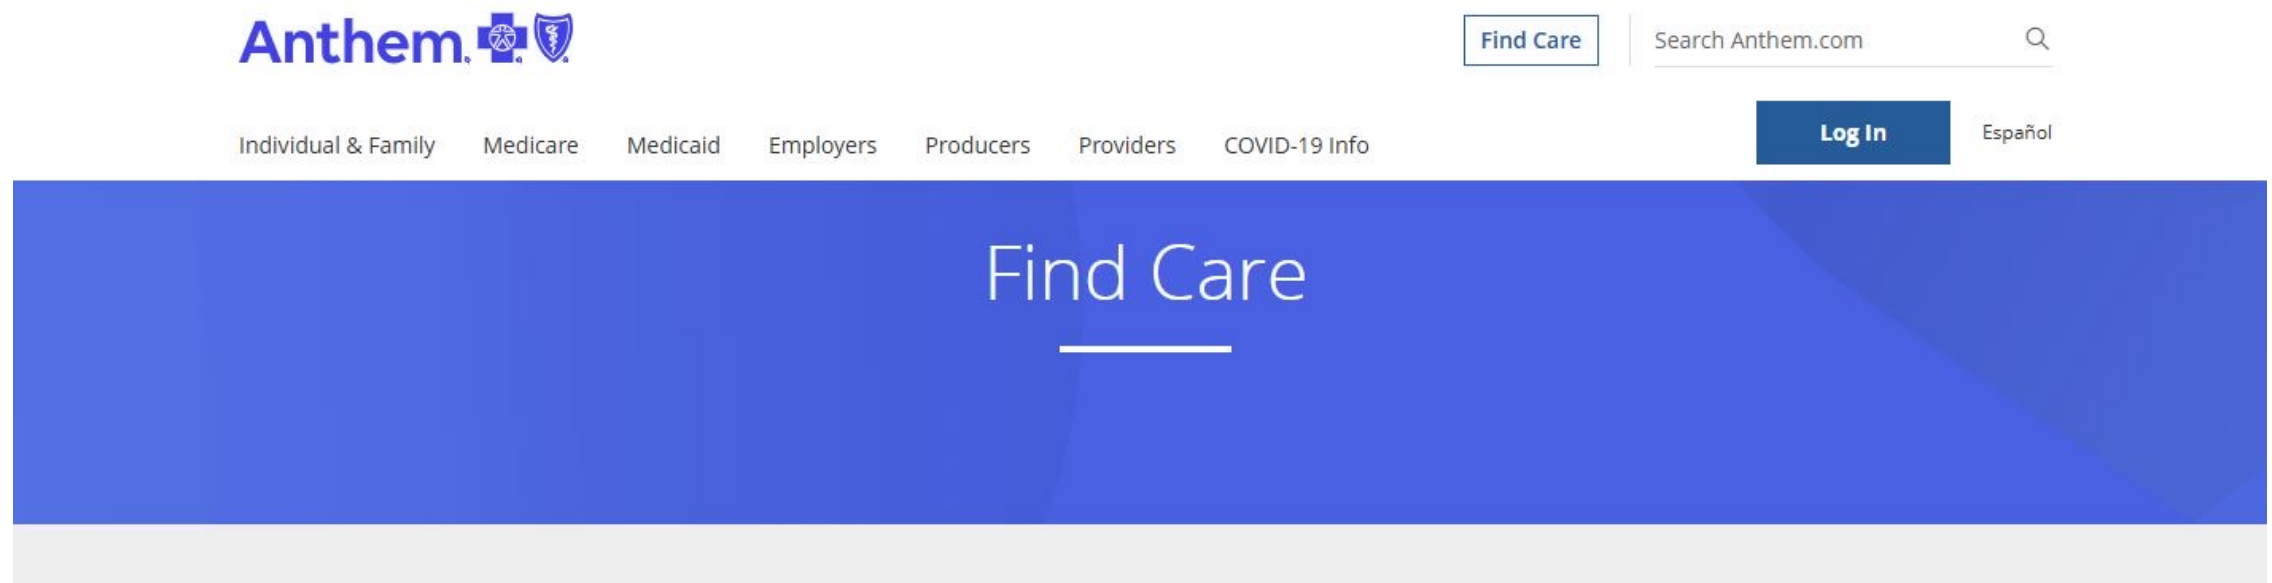 Anthem
Find Care
Search Anthem.com
Individual & Family Medicare Medicaid Employers Producers Providers COVID-19 Info
Log In
Español
Find Care